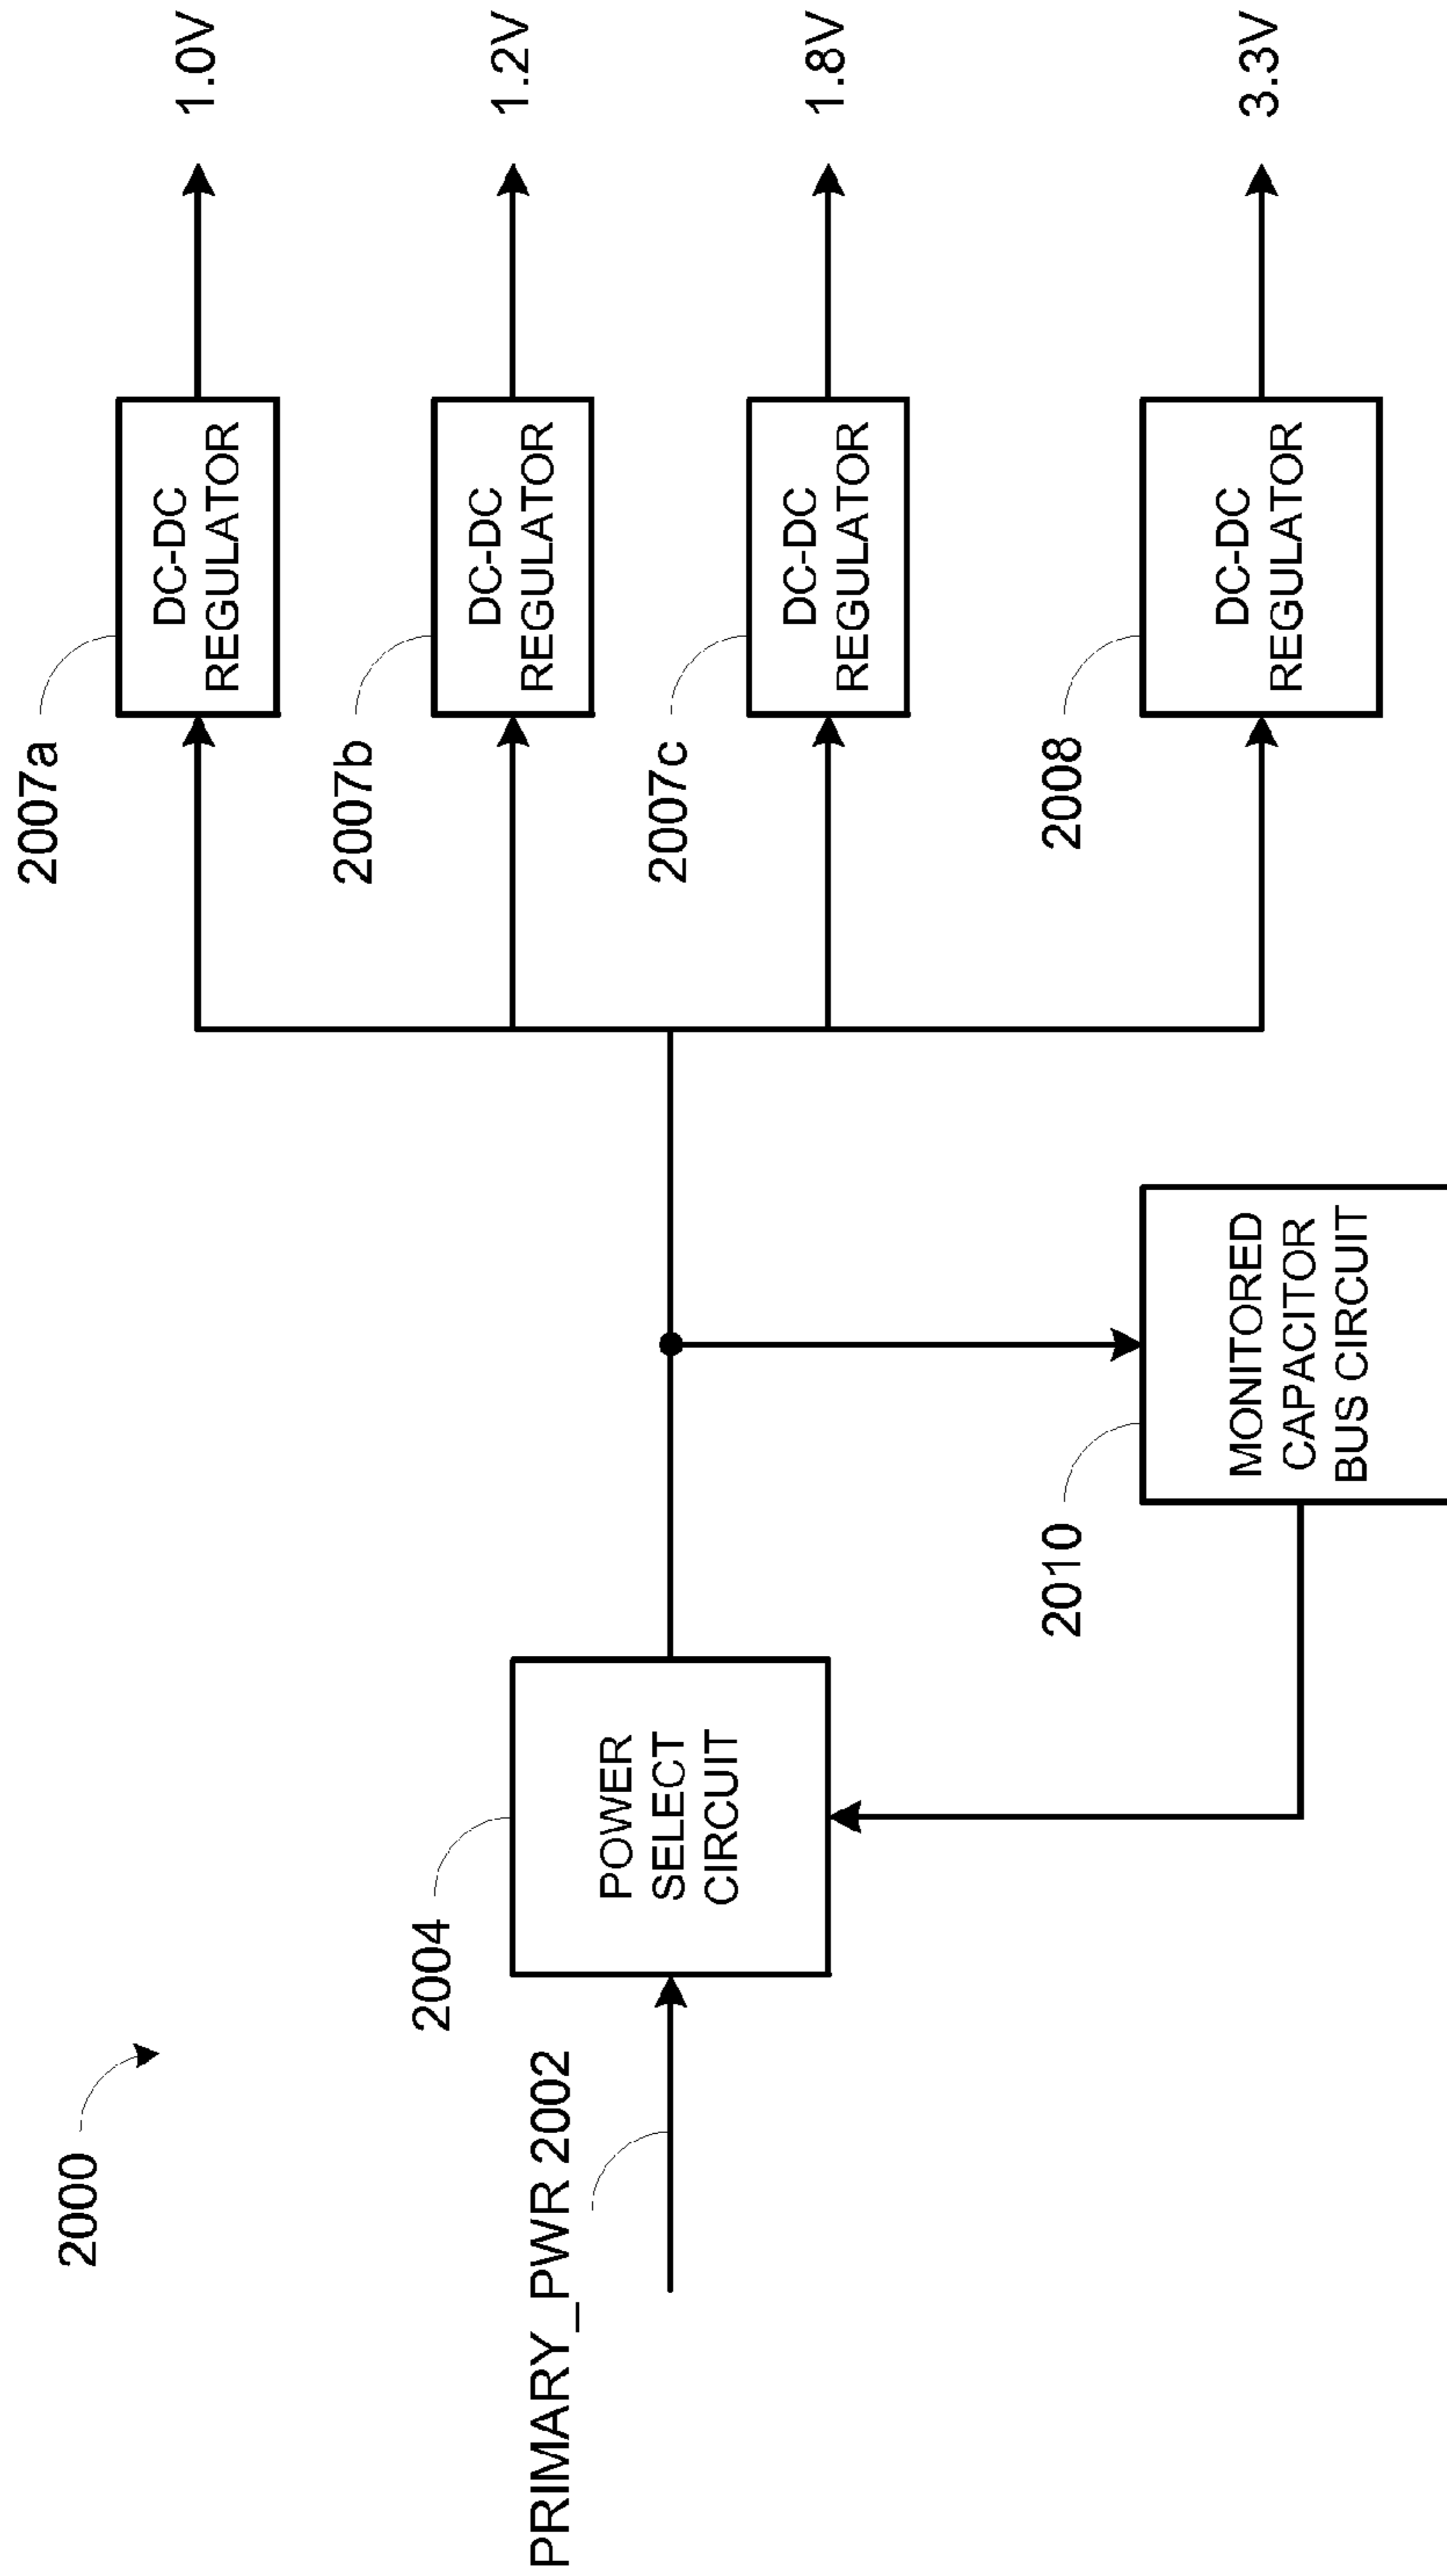 2000
PRIMARY_PWR 2002
2004
POWER
SELECT
CIRCUIT
2010
MONITORED
CAPACITOR
BUS CIRCUIT
2007a
DC-DC
REGULATOR
1.0V
2007b
DC-DC
REGULATOR
1.2V
2007c
DC-DC
REGULATOR
1.8V
2008
DC-DC
REGULATOR
3.3V